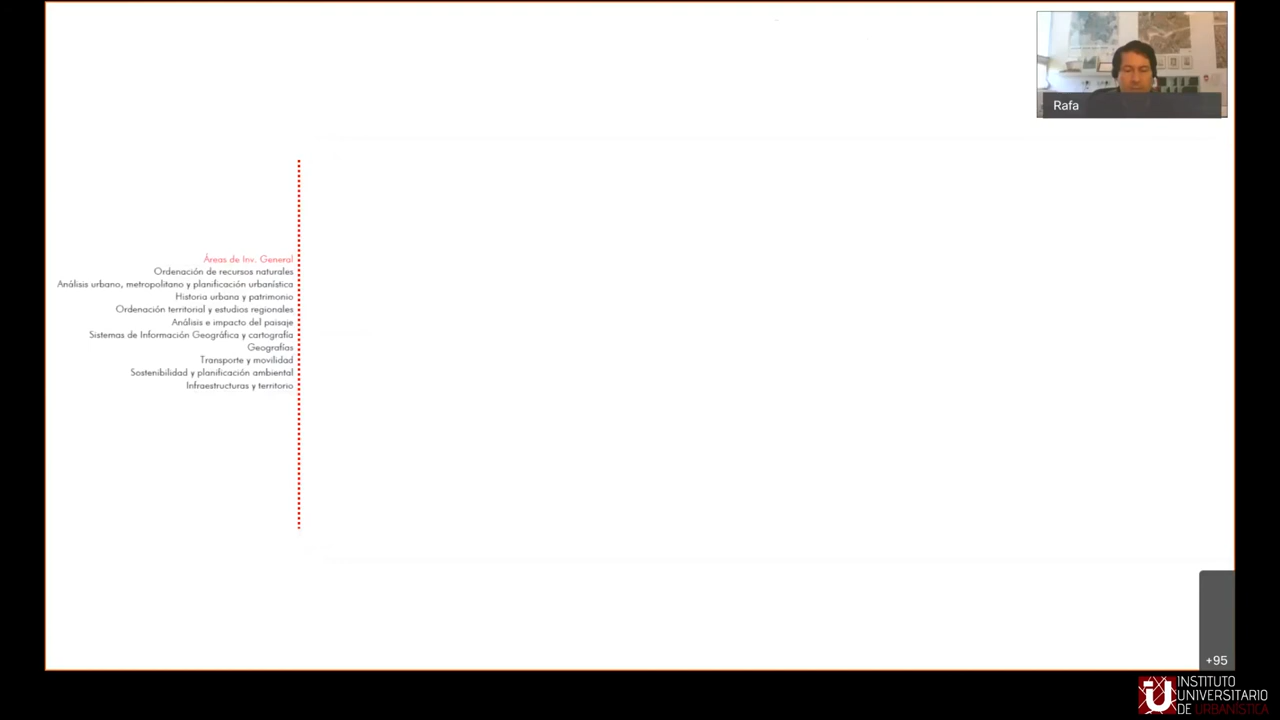 Rafa
Áreas de Inv. General
Ordenación de recursos naturales
Análisis urbano, metropolitano y planificación urbanística
Historia urbana y patrimonio
Ordenación territorial y estudios regionales
Análisis e impacto del paisaje
Sistemas de Información Geográfica y cartografía
Geografías
Transporte y movilidad
Sostenibilidad y planificación ambiental
Infraestructuras y territorio
+95
INSTITUTO
UNIVERSITARIO
DE URBANÍSTICA